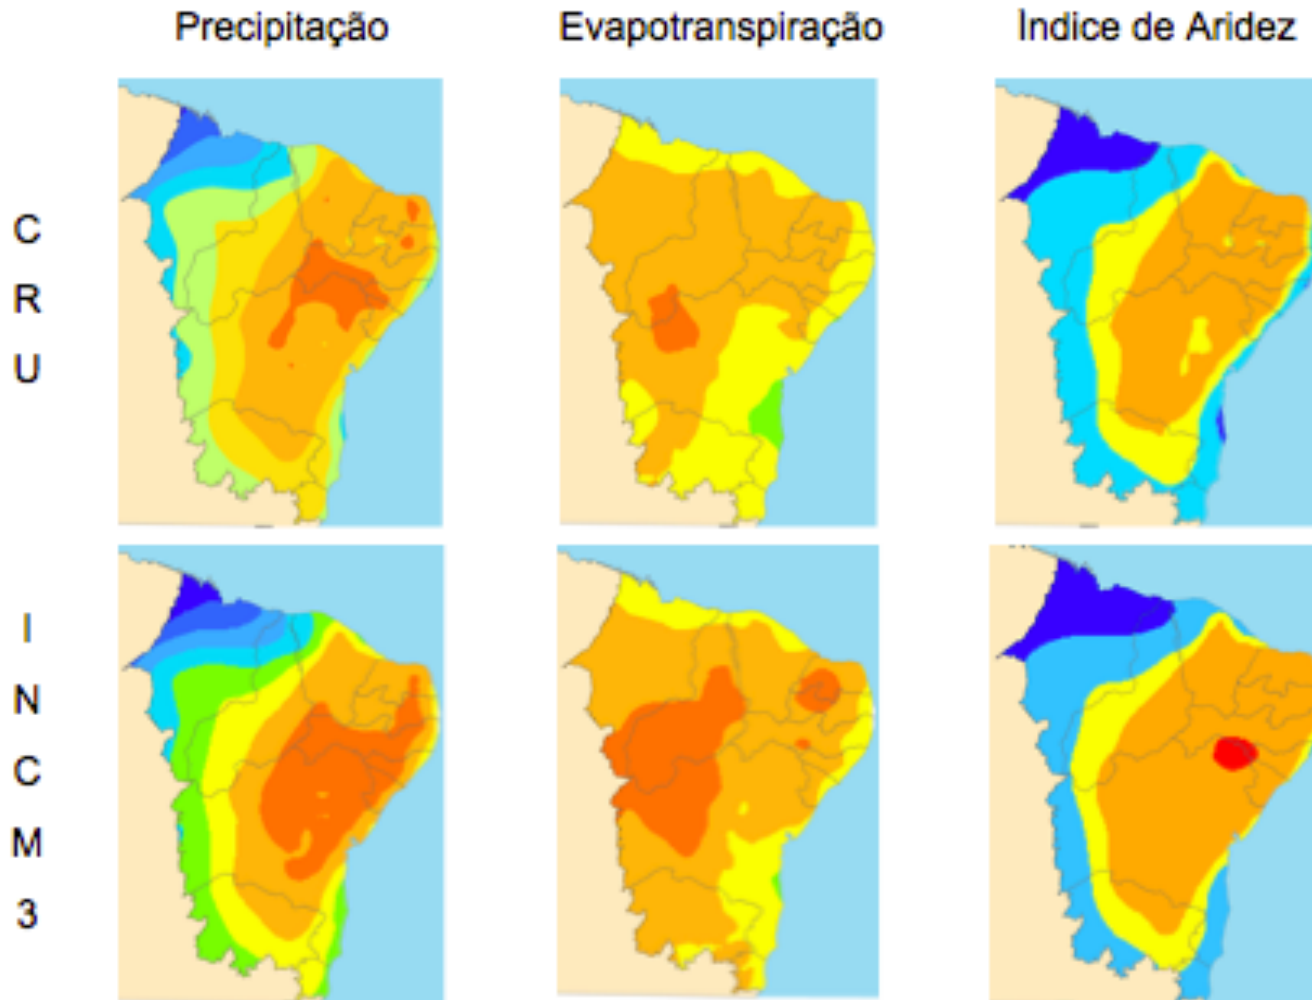 Precipitação
Evapotranspiração
Índice de Aridez
C
R
U
I
N
C
M
3